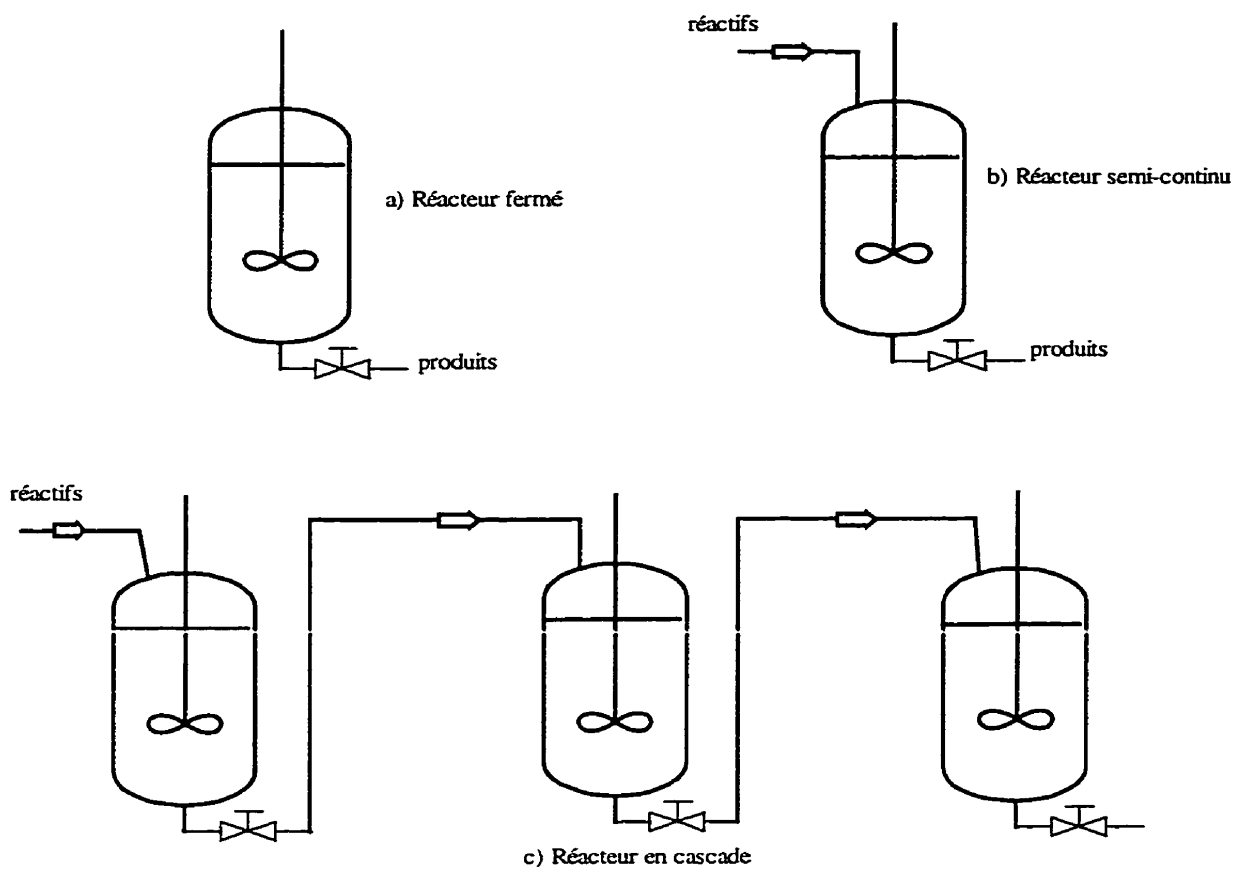 réactifs
a) Réacteur fermé
b) Réacteur semi-continu
produits
produits
réactifs
c) Réacteur en cascade